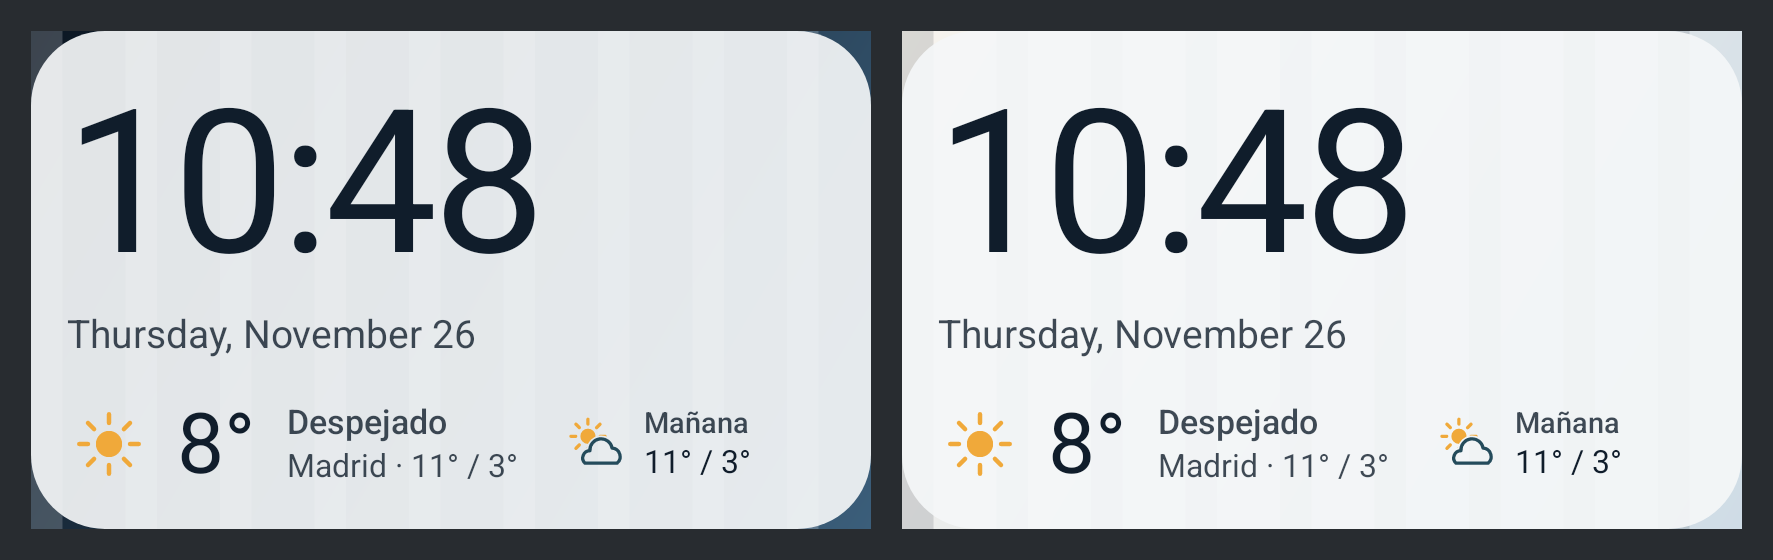 10:48
Thursday, November 26
8°
Despejado
Madrid · 11° / 3°
Mañana
11° / 3°
10:48
Thursday, November 26
8°
Despejado
Madrid · 11° / 3°
Mañana
11° / 3°